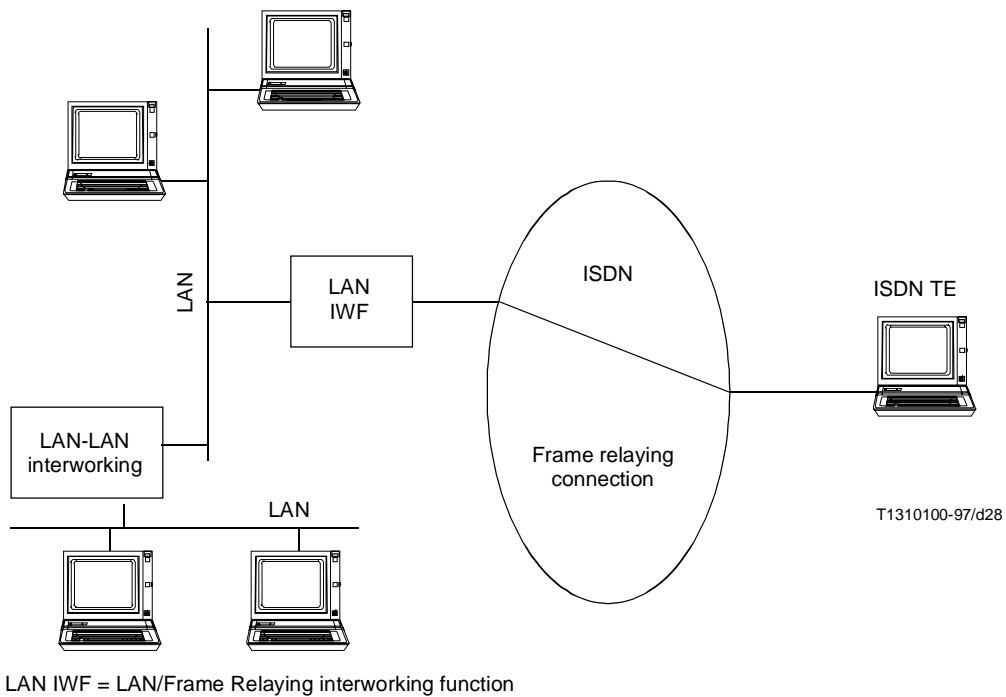 LAN
LAN
IWF
ISDN
ISDN TE
LAN-LAN
interworking
Frame relaying
connection
LAN
T1310100-97/d28
LAN IWF = LAN/Frame Relaying interworking function